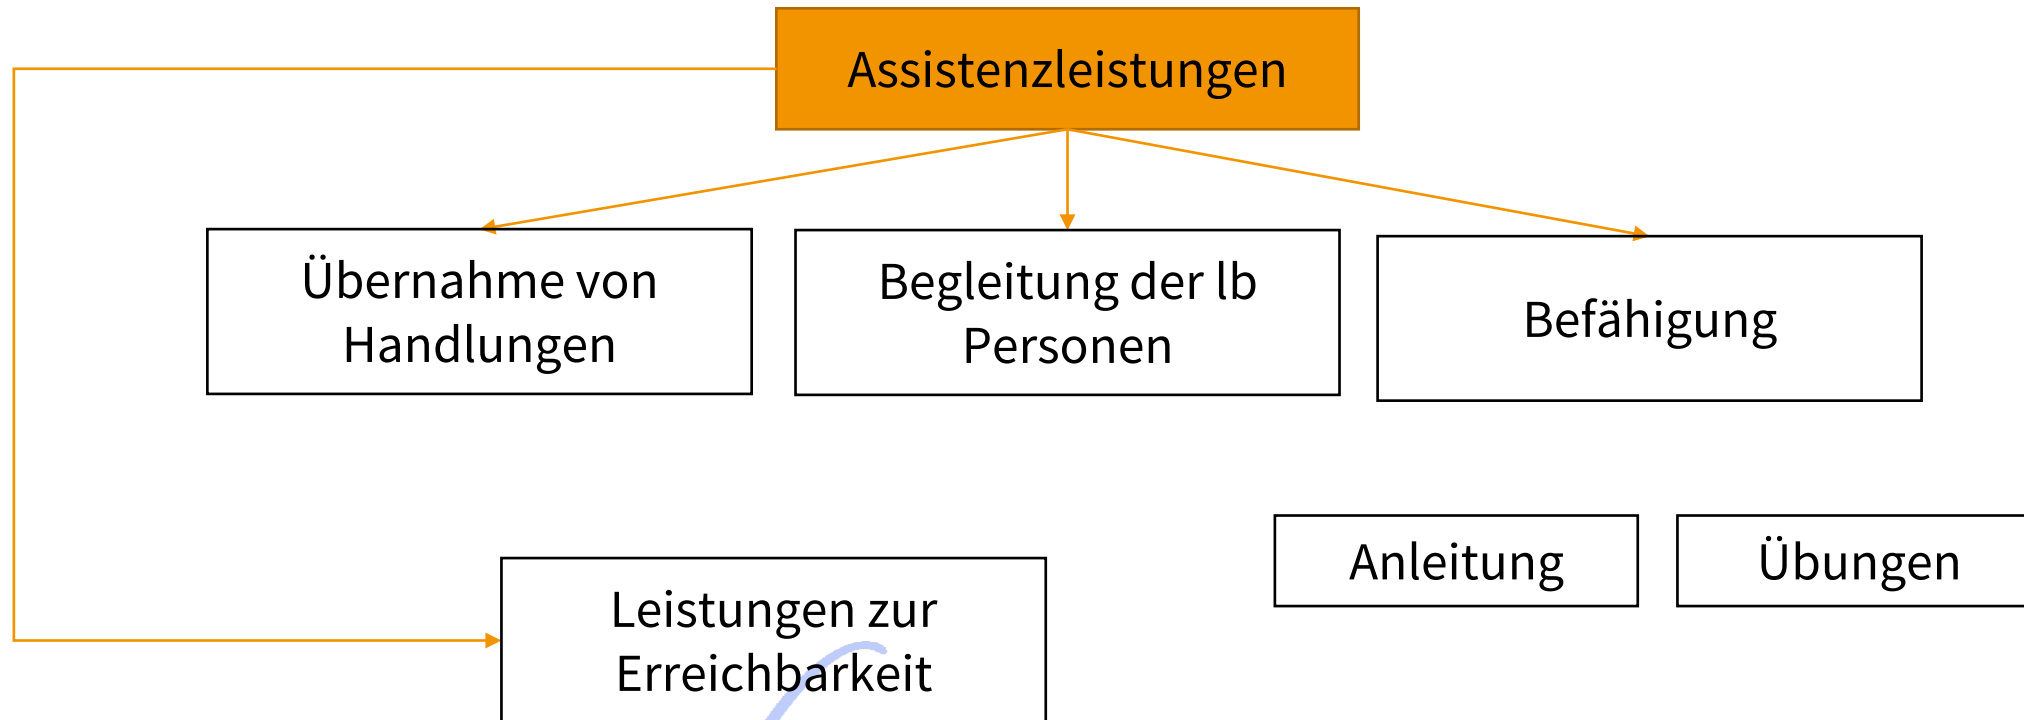 Assistenzleistungen
Übernahme von
Handlungen
Begleitung der lb
Personen
Befähigung
Anleitung
Übungen
Leistungen zur
Erreichbarkeit